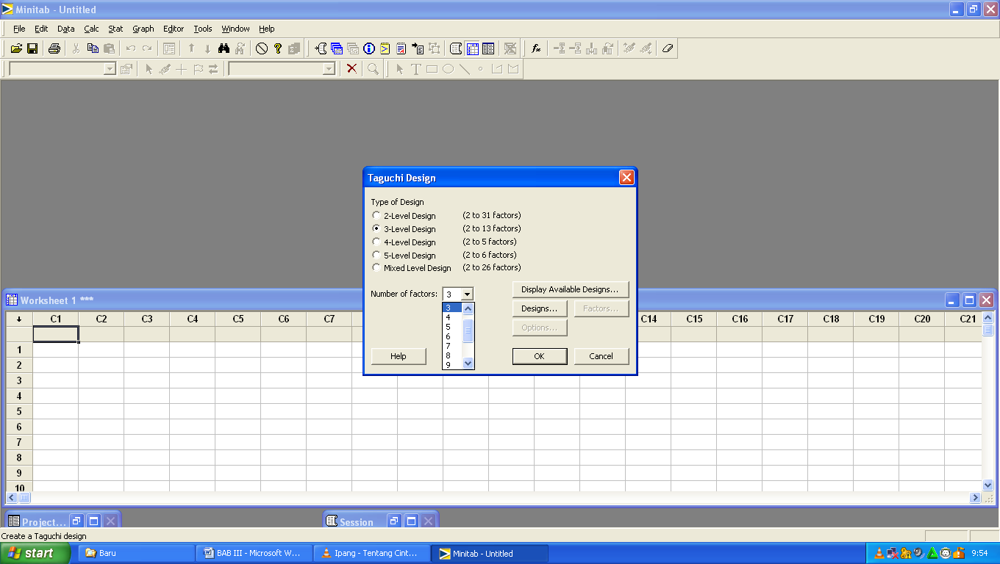 Minitab - Untitled
File Edit Data Calc Stat Graph Editor Tools Window Help
Taguchi Design
Type of Design
2-Level Design (2 to 31 factors)
3-Level Design (2 to 13 factors)
4-Level Design (2 to 5 factors)
5-Level Design (2 to 6 factors)
Mixed Level Design (2 to 26 factors)
Number of factors: 3
3
4
5
6
7
8
9
Display Available Designs...
Designs... Factors...
Options...
Help OK Cancel
Worksheet 1 ***
C1 C2 C3 C4 C5 C6 C7 C14 C15 C16 C17 C18 C19 C20 C21
1
2
3
4
5
6
7
8
9
10
Project... Session
Create a Taguchi design
start Baru BAB III - Microsoft W... Ipang - Tentang Cint... Minitab - Untitled 9:54